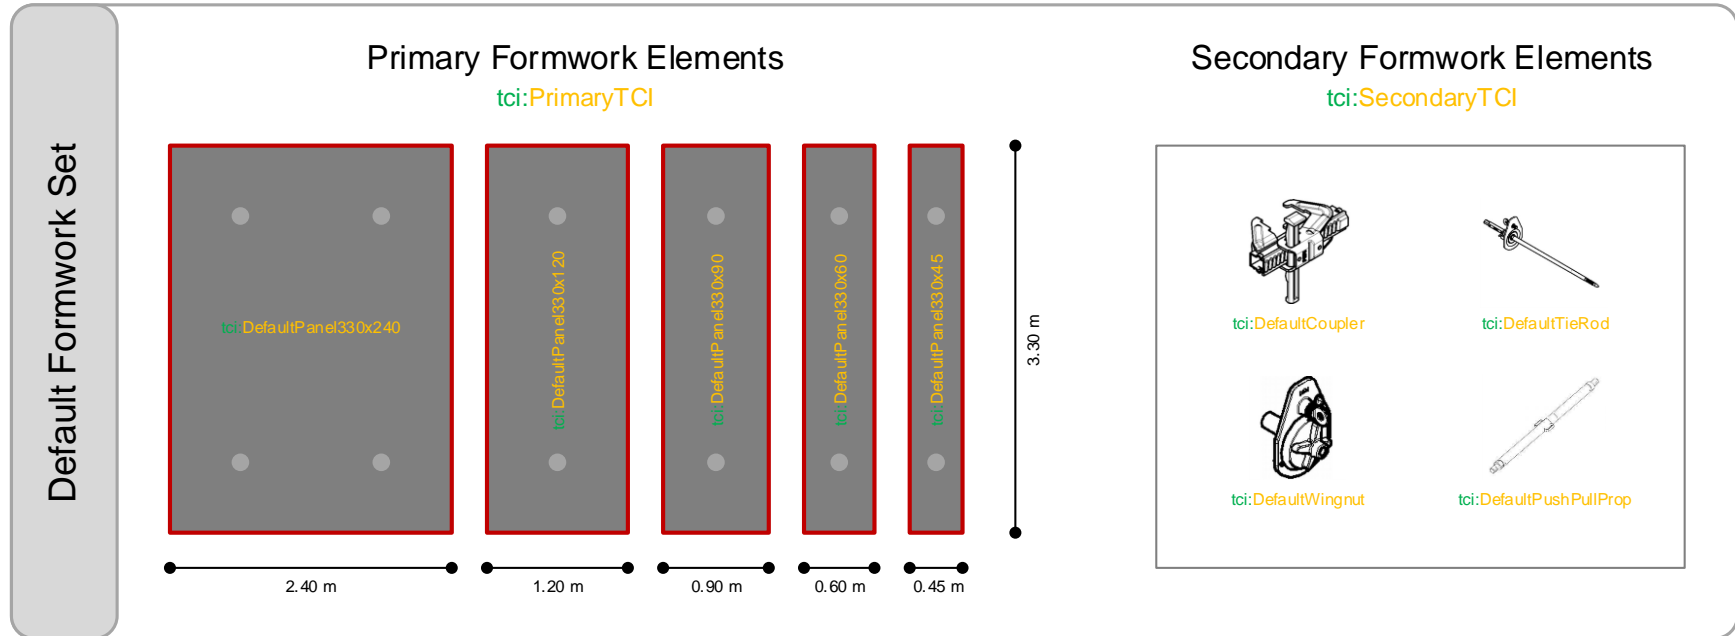 Default Formwork Set
Primary Formwork Elements
tci:PrimaryTCI
tci:DefaultPanel330x240
tci:DefaultPanel330x120
tci:DefaultPanel330x90
tci:DefaultPanel330x60
tci:DefaultPanel330x45
3.30 m
2.40 m
1.20 m
0.90 m
0.60 m
0.45 m
Secondary Formwork Elements
tci:SecondaryTCI
tci:DefaultCoupler
tci:DefaultTieRod
tci:DefaultWingnut
tci:DefaultPushPullProp